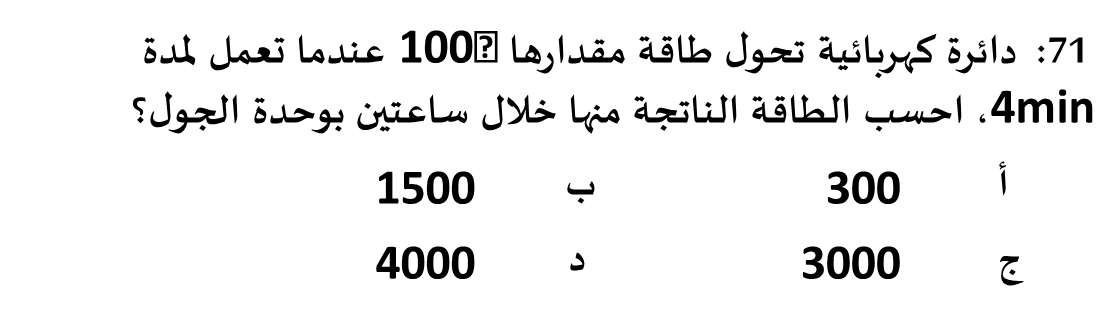 71: دائرة كهربائية تحول طاقة مقدارها 100⍰ عندما تعمل لمدة
4min، احسب الطاقة الناتجة منها خلال ساعتين بوحدة الجول؟
أ 300 ب 1500
ج 3000 د 4000